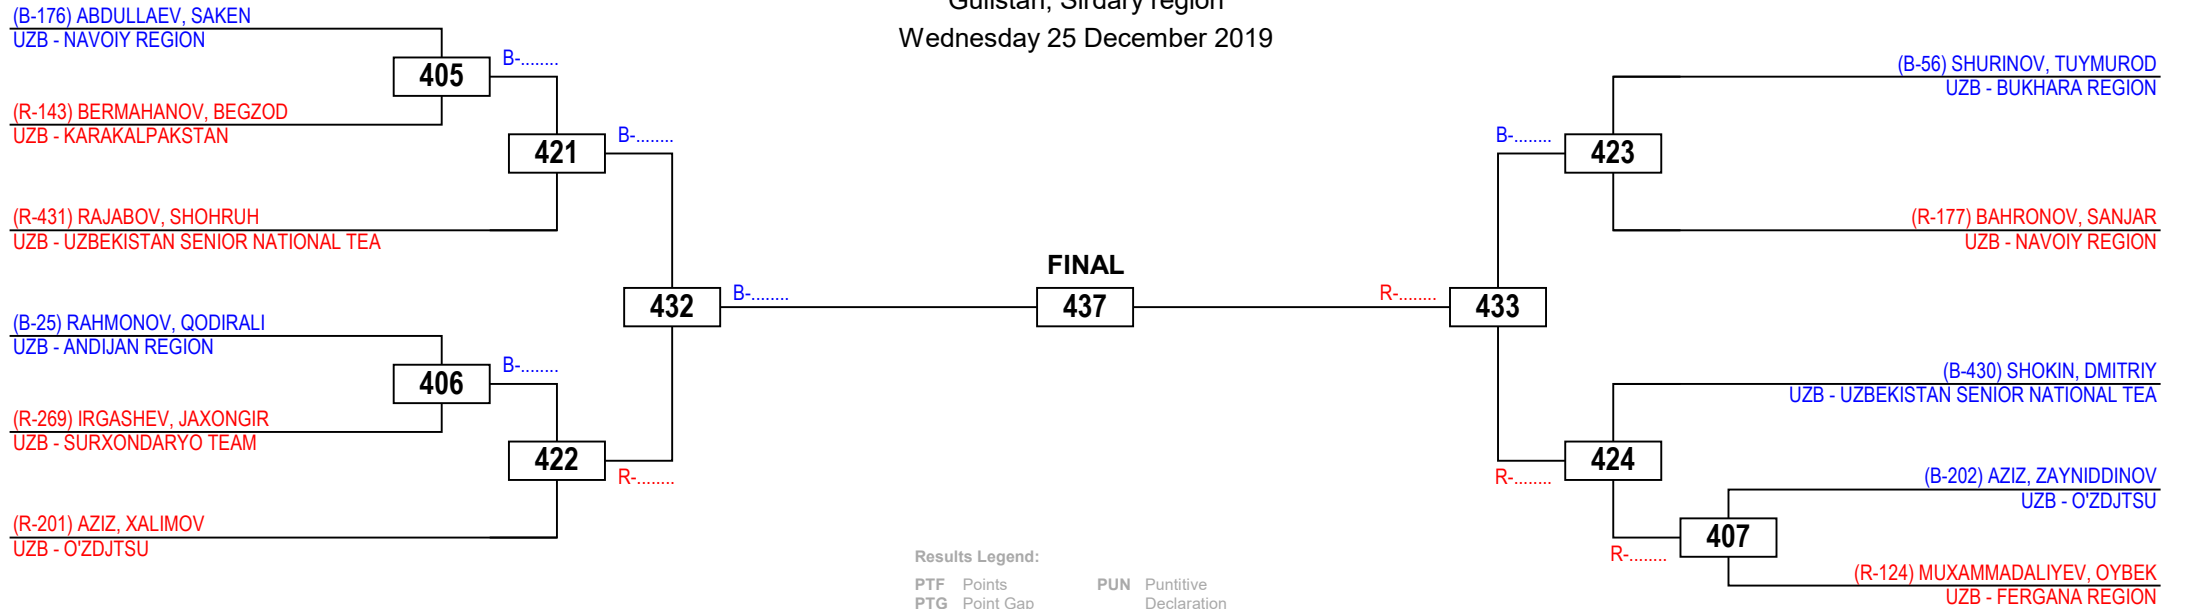 Gulistan, Sirdary region
Wednesday 25 December 2019
(B-176) ABDULLAEV, SAKEN
UZB - NAVOIY REGION
405
B-........
(R-143) BERMAHANOV, BEGZOD
UZB - KARAKALPAKSTAN
421
B-........
(R-431) RAJABOV, SHOHRUH
UZB - UZBEKISTAN SENIOR NATIONAL TEA
432
B-........
(B-25) RAHMONOV, QODIRALI
UZB - ANDIJAN REGION
406
B-........
(R-269) IRGASHEV, JAXONGIR
UZB - SURXONDARYO TEAM
422
R-........
(R-201) AZIZ, XALIMOV
UZB - O'ZDJTSU
FINAL
437
(B-56) SHURINOV, TUYMUROD
UZB - BUKHARA REGION
B-........
423
(R-177) BAHRONOV, SANJAR
UZB - NAVOIY REGION
R-........
433
(B-430) SHOKIN, DMITRIY
UZB - UZBEKISTAN SENIOR NATIONAL TEA
R-........
424
(B-202) AZIZ, ZAYNIDDINOV
UZB - O'ZDJTSU
R-........
407
(R-124) MUXAMMADALIYEV, OYBEK
UZB - FERGANA REGION
Results Legend:
PTF Points
PTG Point Gap
PUN Puntitive
Declaration